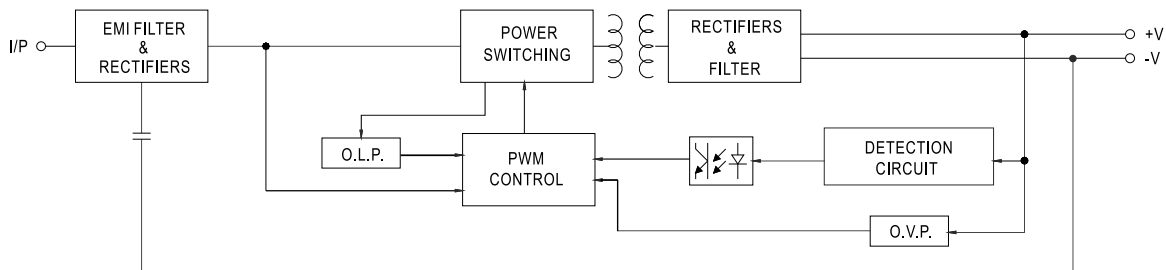 I/P
EMI FILTER
&
RECTIFIERS
POWER
SWITCHING
RECTIFIERS
&
FILTER
+V
-V
O.L.P.
PWM
CONTROL
DETECTION
CIRCUIT
O.V.P.